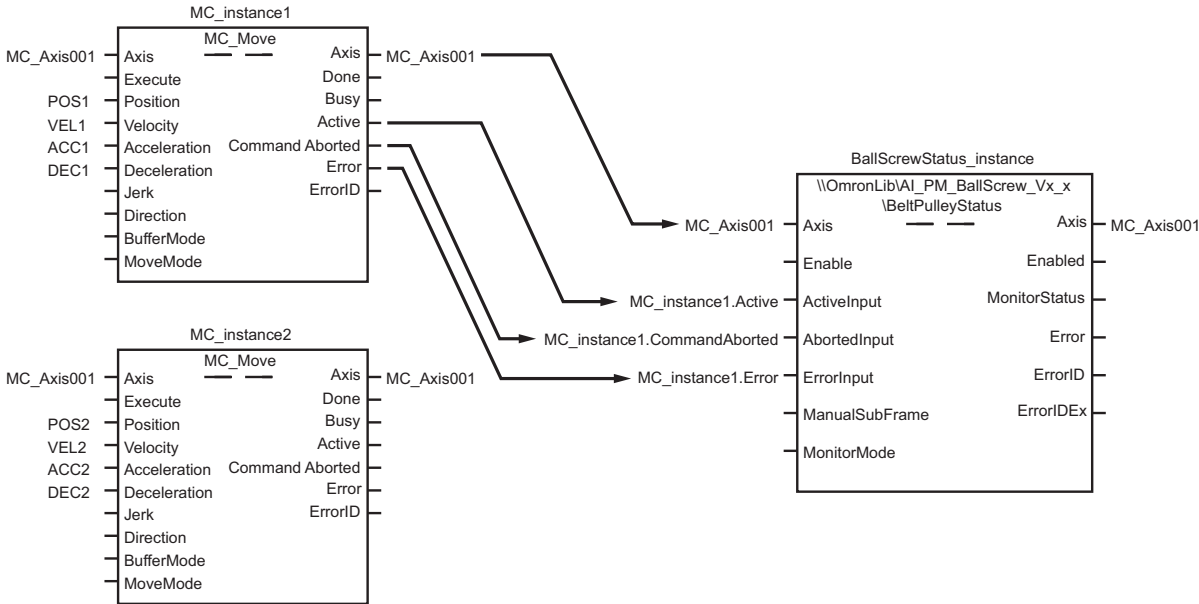 MC_instance1
MC_Move
MC_Axis001 Axis Axis MC_Axis001
Execute Done
POS1 Position Busy
VEL1 Velocity Active
ACC1 Acceleration Command Aborted
DEC1 Deceleration Error
Jerk ErrorID
Direction
BufferMode
MoveMode
BallScrewStatus_instance
\\OmronLib\AI_PM_BallScrew_Vx_x
\BeltPulleyStatus
MC_Axis001 Axis Axis MC_Axis001
Enable Enabled
MC_instance1.Active ActiveInput MonitorStatus
MC_instance1.CommandAborted AbortedInput Error
MC_instance1.Error ErrorInput ErrorID
ManualSubFrame ErrorIDEx
MonitorMode
MC_instance2
MC_Move
MC_Axis001 Axis Axis MC_Axis001
Execute Done
POS2 Position Busy
VEL2 Velocity Active
ACC2 Acceleration Command Aborted
DEC2 Deceleration Error
Jerk ErrorID
Direction
BufferMode
MoveMode